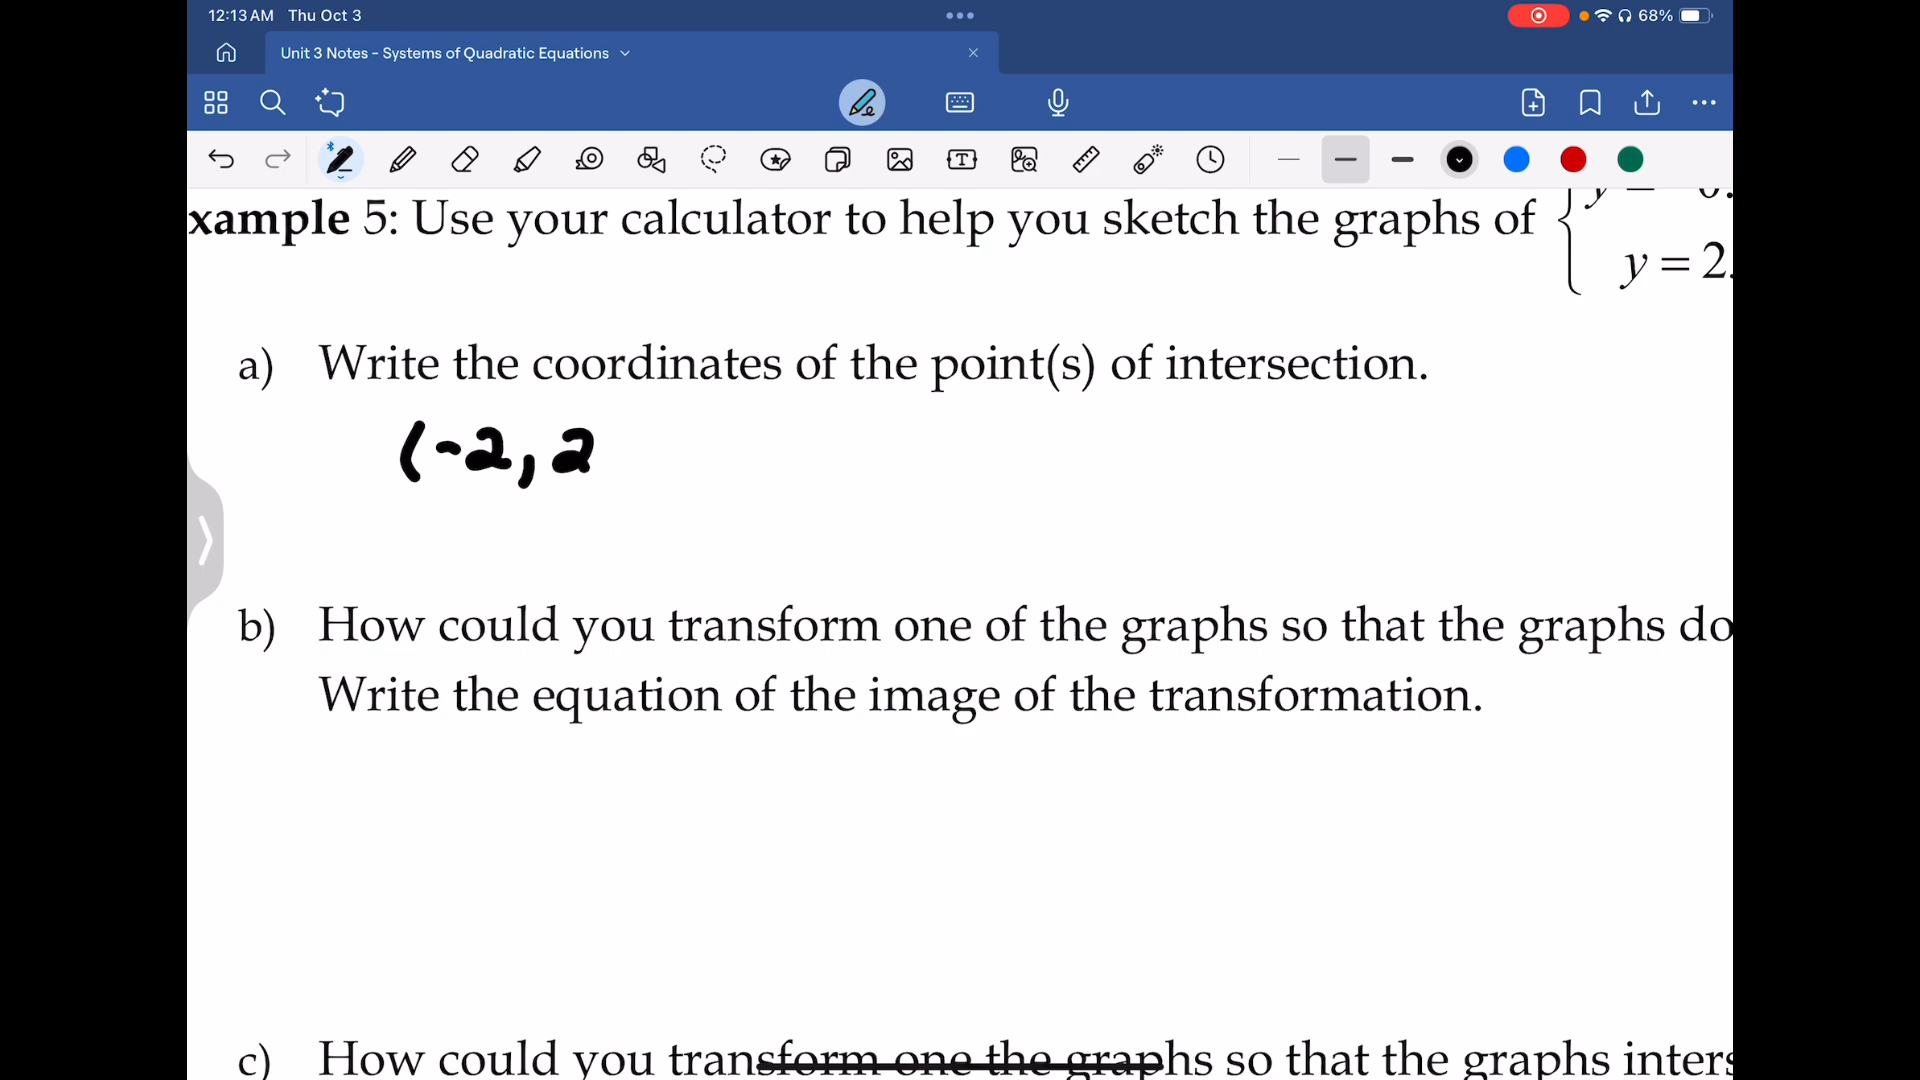 12:13 AM Thu Oct 3
68%
Unit 3 Notes - Systems of Quadratic Equations
xample 5: Use your calculator to help you sketch the graphs of
y = 2.
a) Write the coordinates of the point(s) of intersection.
(-2, 2
b) How could you transform one of the graphs so that the graphs do
Write the equation of the image of the transformation.
c) How could you transform one the graphs so that the graphs inters